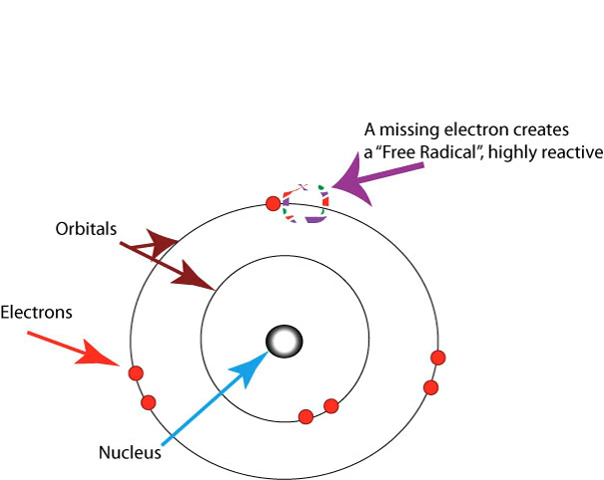 A missing electron creates
a "Free Radical", highly reactive
Orbitals
Electrons
Nucleus